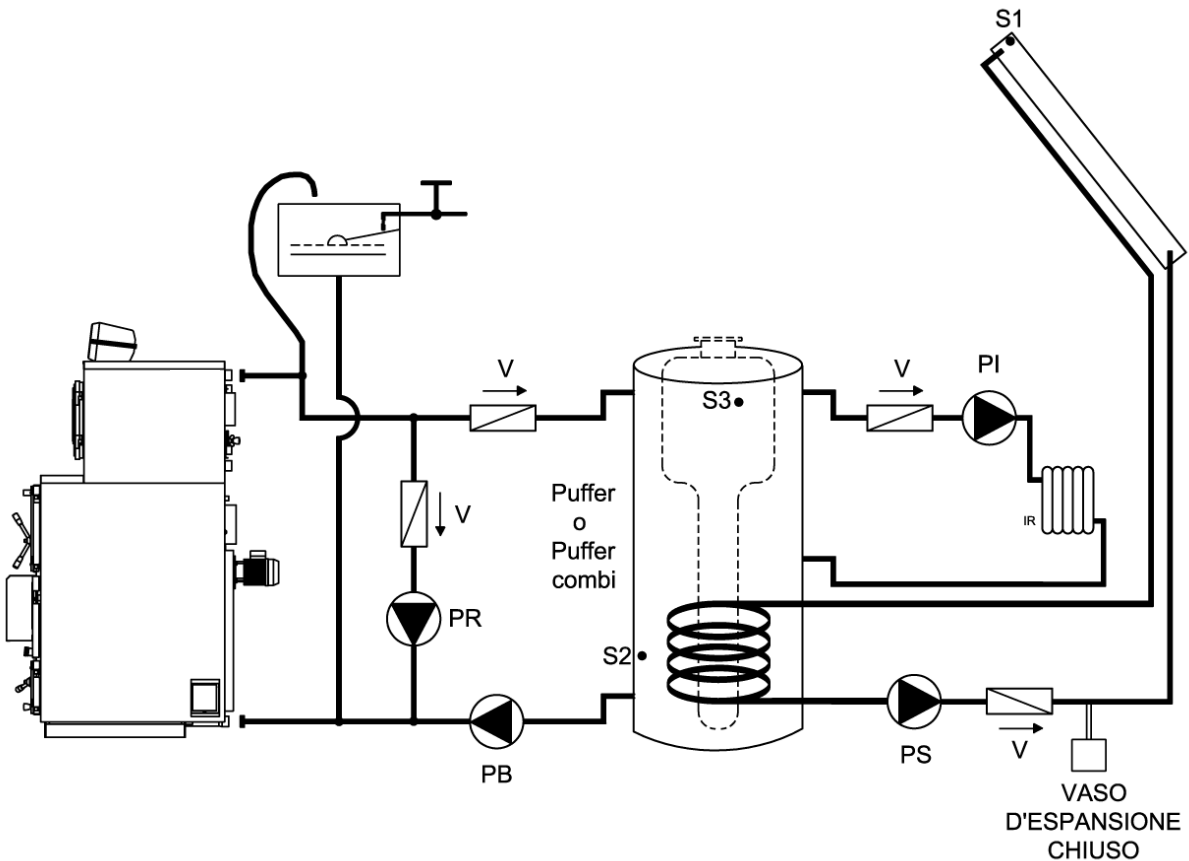 S1
V
V
PI
S3
Puffer
o
Puffer
combi
IR
V
PR
S2
PB
PS
V
VASO
D'ESPANSIONE
CHIUSO